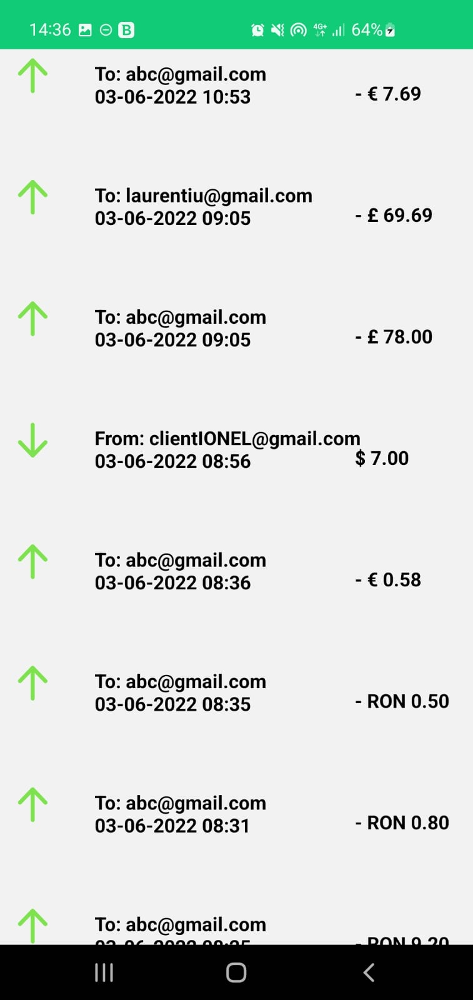 14:36 B 4G+ 64%
To: abc@gmail.com
03-06-2022 10:53
- € 7.69
To: laurentiu@gmail.com
03-06-2022 09:05
- £ 69.69
To: abc@gmail.com
03-06-2022 09:05
- £ 78.00
From: clientIONEL@gmail.com
03-06-2022 08:56
$ 7.00
To: abc@gmail.com
03-06-2022 08:36
- € 0.58
To: abc@gmail.com
03-06-2022 08:35
- RON 0.50
To: abc@gmail.com
03-06-2022 08:31
- RON 0.80
To: abc@gmail.com
- RON